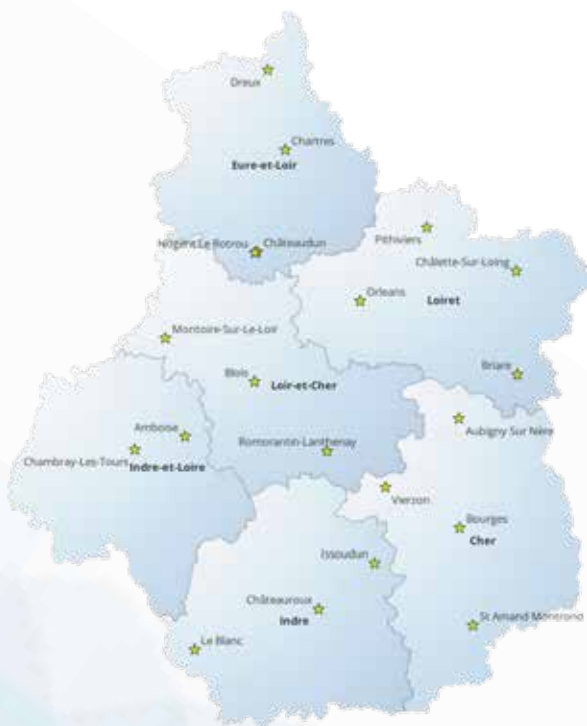 Dreux
Chartres
Eure-et-Loir
Nogent Le Rotrou
Châteaudun
Pithiviers
Châlette-Sur-Loing
Orleans
Loiret
Montoire-Sur-Le-Loir
Blois
Loir-et-Cher
Briare
Aubigny Sur Nère
Amboise
Romorantin-Lanthenay
Chambray-Les-Tours
Indre-et-Loire
Vierzon
Bourges
Cher
Issoudun
Châteauroux
Indre
St Amand Montrond
Le Blanc